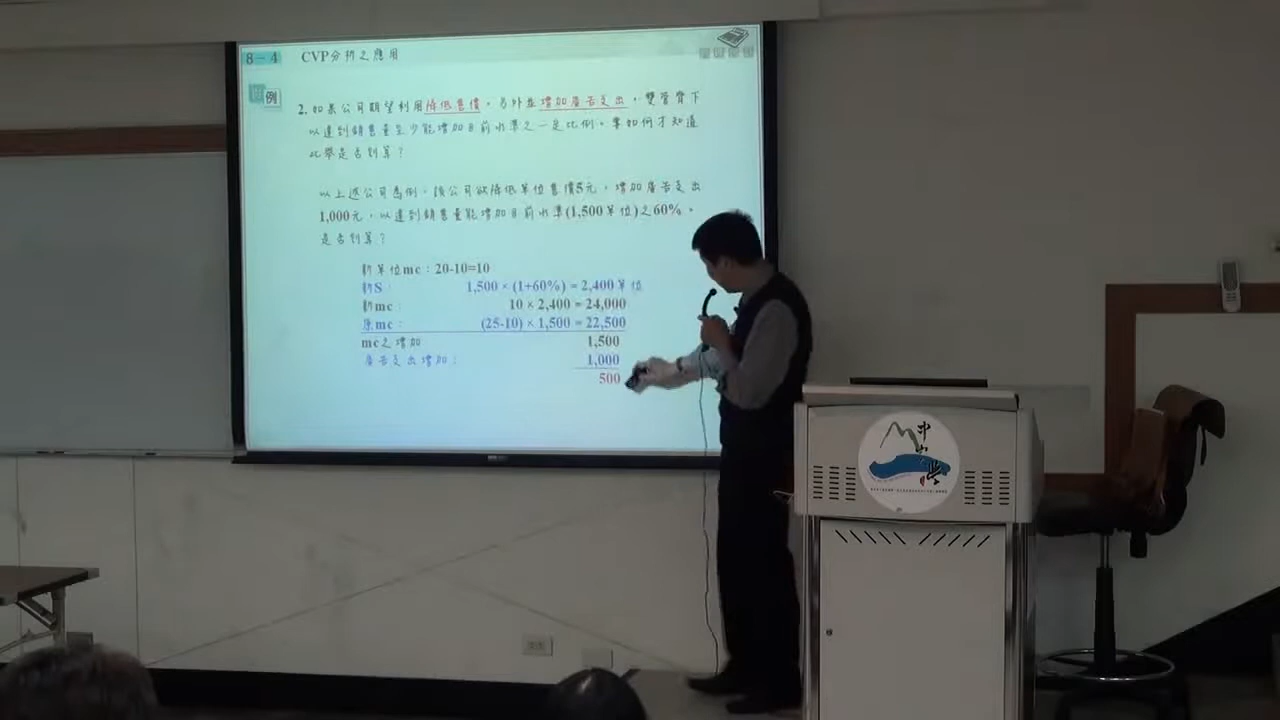 8－4 CVP分析之應用
例
2. 如果公司期望利用降低售價，另外並增加廣告支出，雙管齊下
以達到銷售量至少能增加目前水準之一定比例。要如何才知道
此舉是否划算？
以上述公司為例，該公司欲降低單位售價5元，增加廣告支出
1,000元，以達到銷售量能增加目前水準(1,500單位)之60%。
是否划算？
新單位mc：20-10=10
新S： 1,500×(1+60%)＝2,400單位
新mc： 10×2,400＝24,000
原mc： (25-10)×1,500＝22,500
mc之增加 1,500
廣告支出增加： 1,000
500
中山學